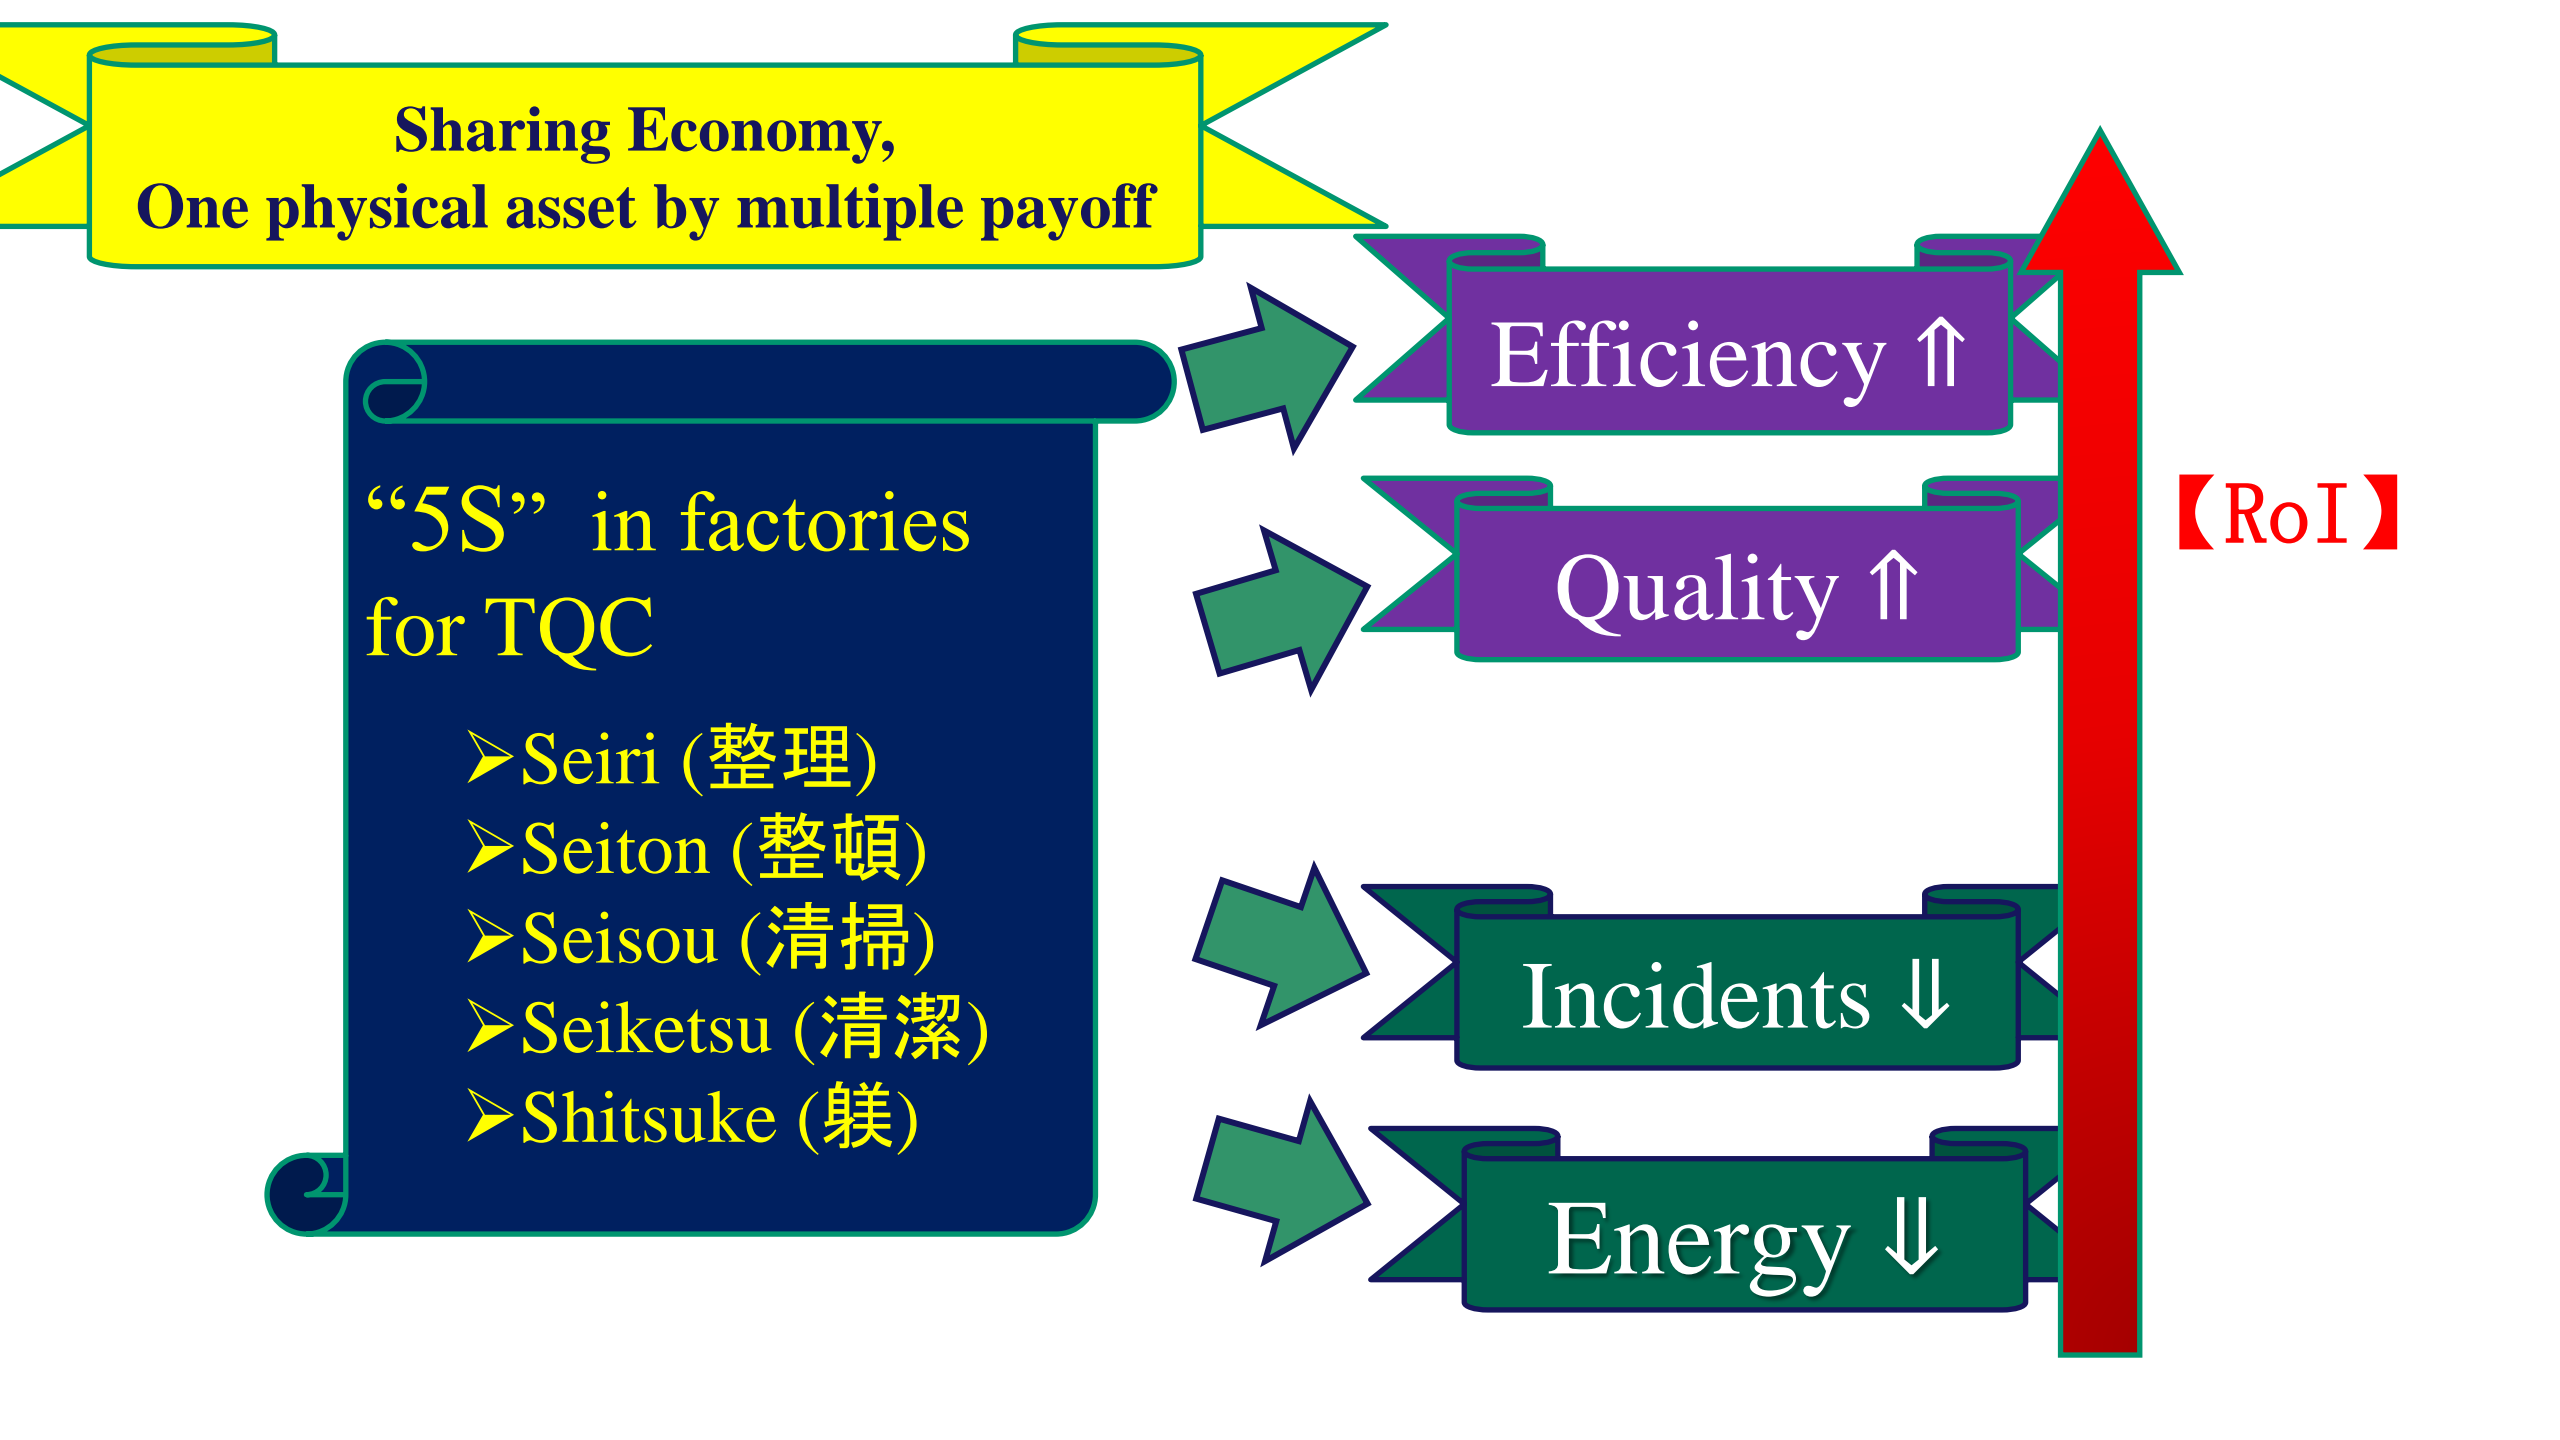 Sharing Economy,
One physical asset by multiple payoff
“5S” in factories
for TQC
➢Seiri (整理)
➢Seiton (整頓)
➢Seisou (清掃)
➢Seiketsu (清潔)
➢Shitsuke (躾)
Efficiency ⇑
Quality ⇑
Incidents ⇓
Energy ⇓
【RoI】